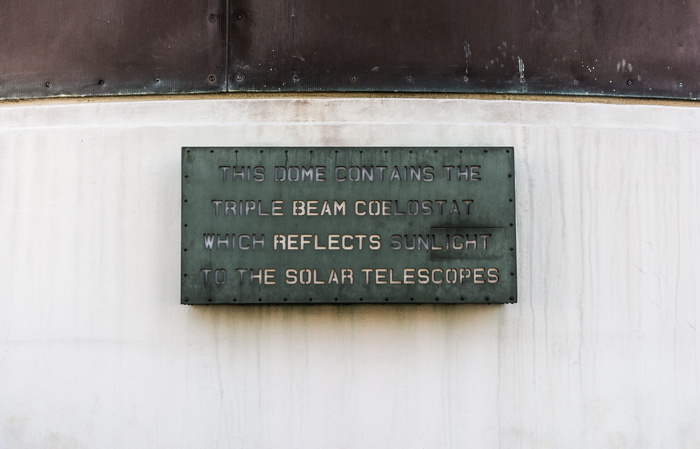 THIS DOME CONTAINS THE
TRIPLE BEAM COELOSTAT
WHICH REFLECTS SUNLIGHT
TO THE SOLAR TELESCOPES